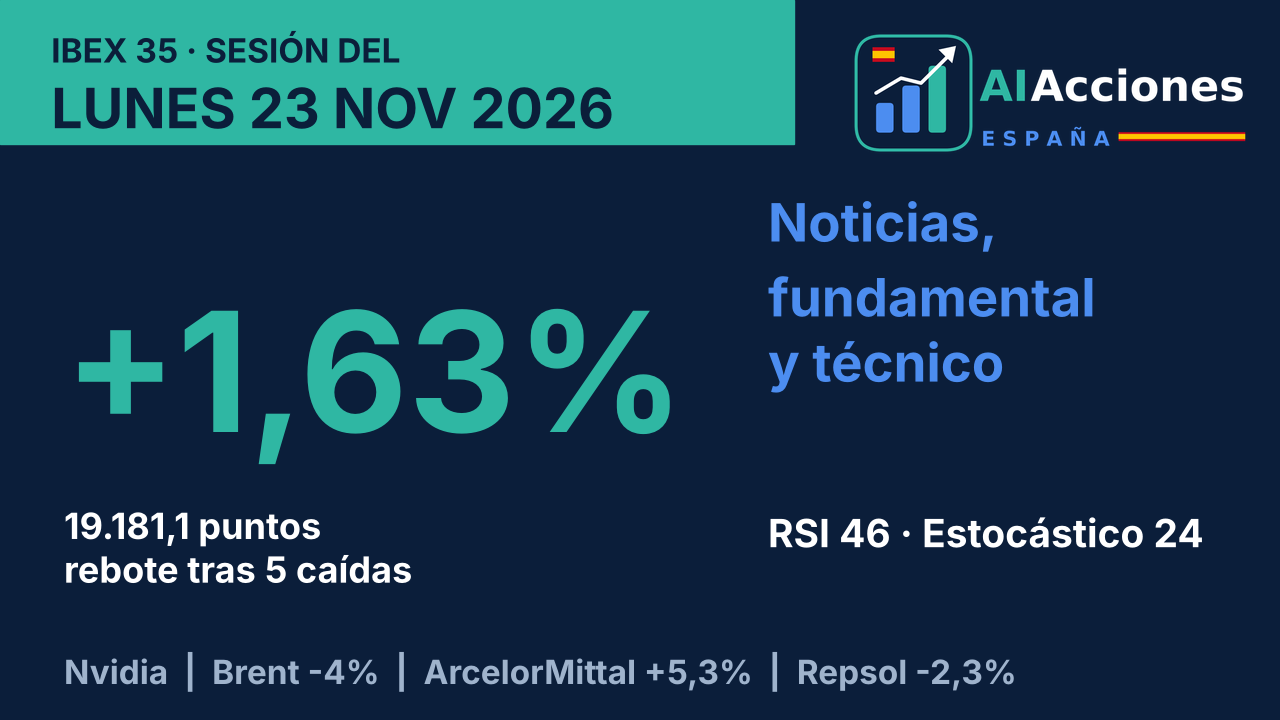 IBEX 35 · SESIÓN DEL
LUNES 23 NOV 2026
AIAcciones
ESPAÑA
Noticias,
fundamental
y técnico
+1,63%
19.181,1 puntos
rebote tras 5 caídas
RSI 46 · Estocástico 24
Nvidia | Brent -4% | ArcelorMittal +5,3% | Repsol -2,3%